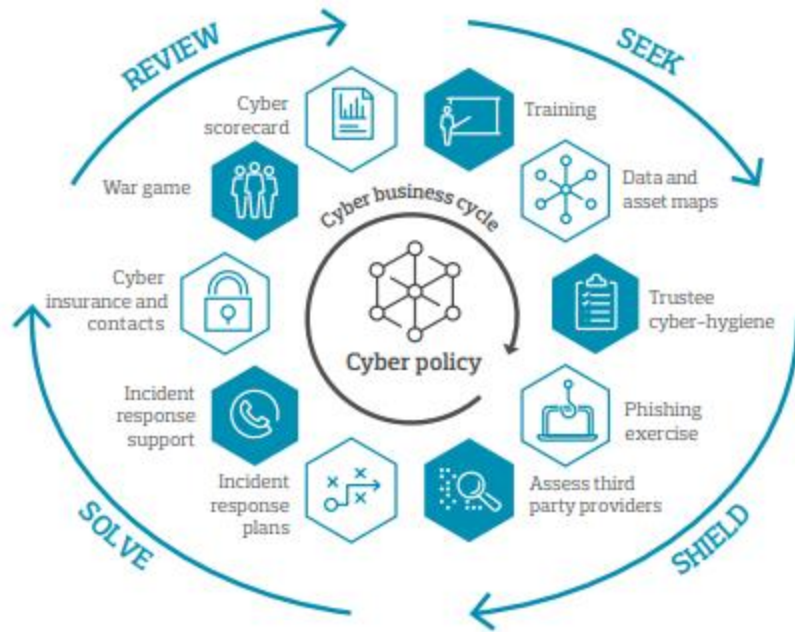 REVIEW
SEEK
Cyber
scorecard
Training
War game
Data and
asset maps
Cyber business cycle
Cyber
insurance and
contacts
Trustee
cyber-hygiene
Cyber policy
Incident
response
support
Phishing
exercise
Incident
response
plans
Assess third
party providers
SOLVE
SHIELD